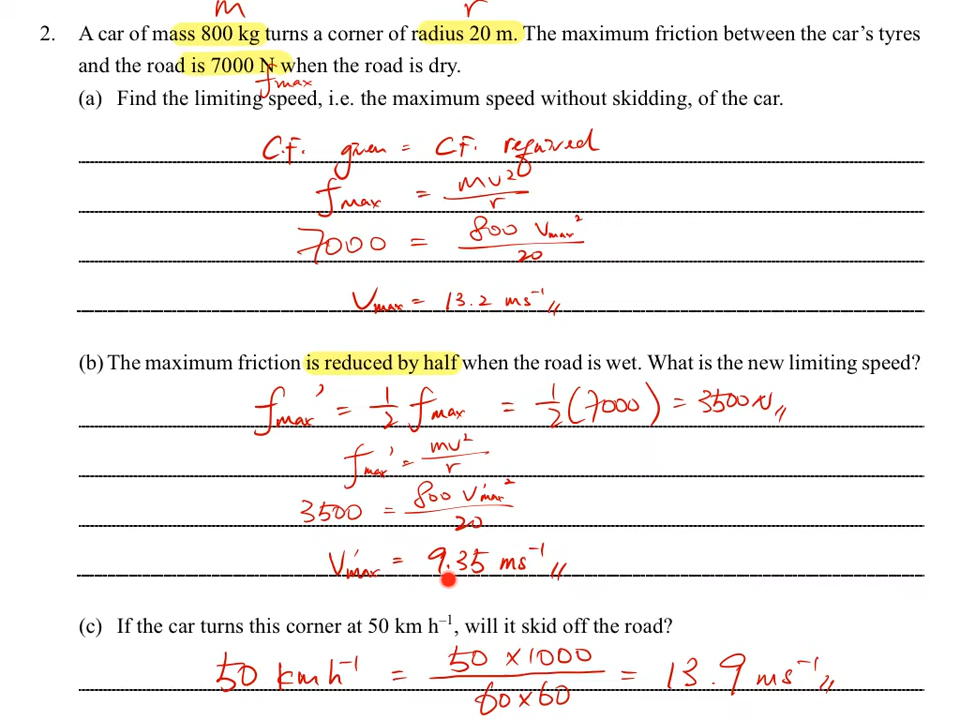 m r
2. A car of mass 800 kg turns a corner of radius 20 m. The maximum friction between the car's tyres
and the road is 7000 N when the road is dry.
fmax
(a) Find the limiting speed, i.e. the maximum speed without skidding, of the car.
C.F. given = C.F. required
fmax = mv²/r
7000 = 800 Vmax²/20
Vmax = 13.2 ms⁻¹//
(b) The maximum friction is reduced by half when the road is wet. What is the new limiting speed?
fmax' = 1/2 fmax = 1/2 (7000) = 3500N//
fmax' = mv²/r
3500 = 800 V'max²/20
V'max = 9.35 ms⁻¹//
(c) If the car turns this corner at 50 km h⁻¹, will it skid off the road?
50 kmh⁻¹ = 50 x 1000/60 x 60 = 13.9 ms⁻¹//